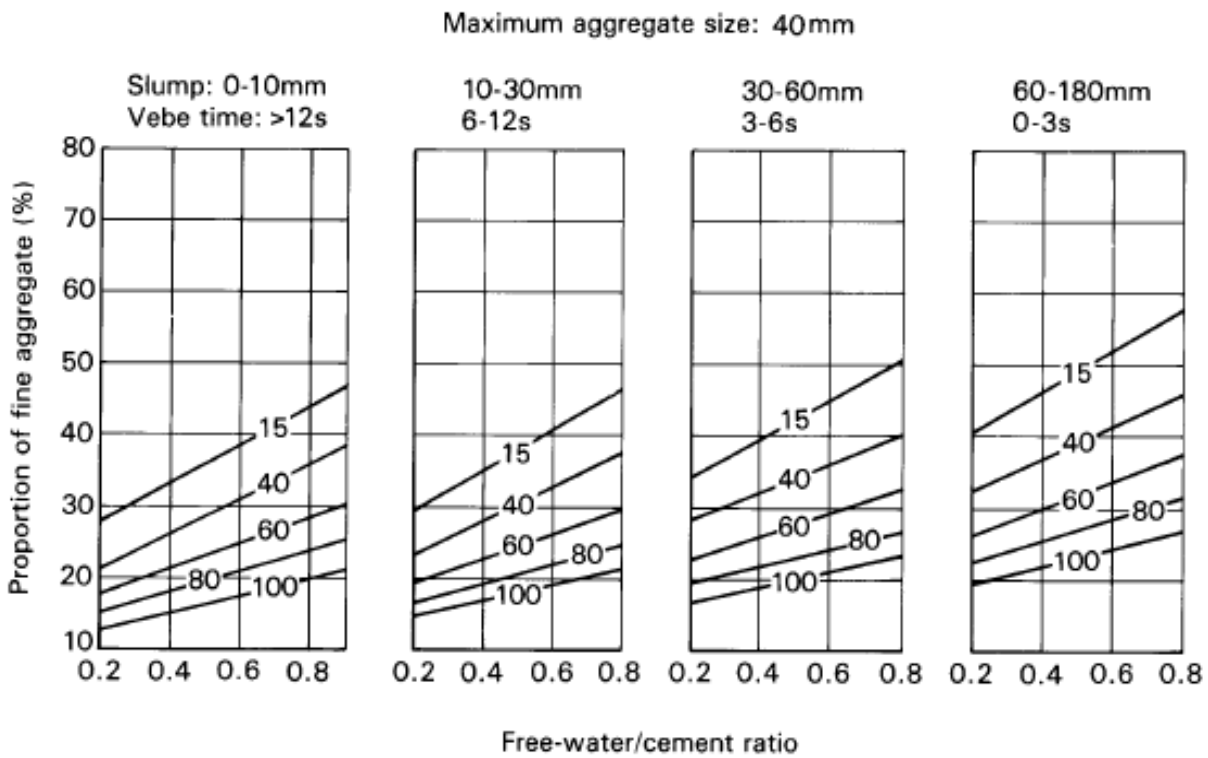 Maximum aggregate size: 40mm
Slump: 0-10mm
Vebe time: >12s
10-30mm
6-12s
30-60mm
3-6s
60-180mm
0-3s
Proportion of fine aggregate (%)
80
70
60
50
40
30
20
10
15
40
60
80
100
0.2 0.4 0.6 0.8
15
40
60
80
100
0.2 0.4 0.6 0.8
15
40
60
80
100
0.2 0.4 0.6 0.8
15
40
60
80
100
0.2 0.4 0.6 0.8
Free-water/cement ratio